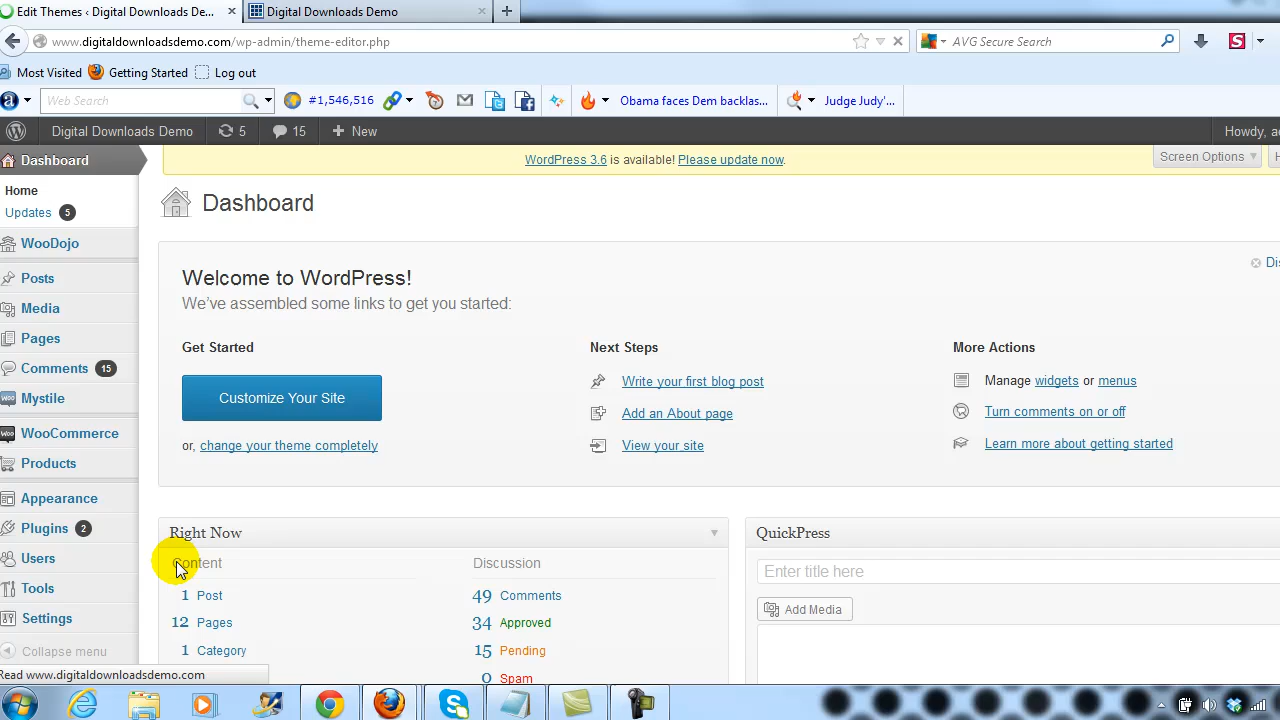 Edit Themes ‹ Digital Downloads De...
Digital Downloads Demo
www.digitaldownloadsdemo.com/wp-admin/theme-editor.php
AVG Secure Search
Most Visited
Getting Started
Log out
Web Search
#1,546,516
Obama faces Dem backlas...
Judge Judy'...
Digital Downloads Demo
5
15
New
Howdy, a
Dashboard
WordPress 3.6 is available! Please update now.
Screen Options
H
Home
Updates 5
Dashboard
WooDojo
Posts
Media
Pages
Comments 15
Mystile
WooCommerce
Products
Appearance
Plugins 2
Users
Tools
Settings
Collapse menu
Welcome to WordPress!
Dis
We've assembled some links to get you started:
Get Started
Next Steps
More Actions
Customize Your Site
Write your first blog post
Manage widgets or menus
Add an About page
Turn comments on or off
or, change your theme completely
View your site
Learn more about getting started
Right Now
QuickPress
Content
Discussion
Enter title here
1 Post
49 Comments
Add Media
12 Pages
34 Approved
1 Category
15 Pending
0 Spam
Read www.digitaldownloadsdemo.com